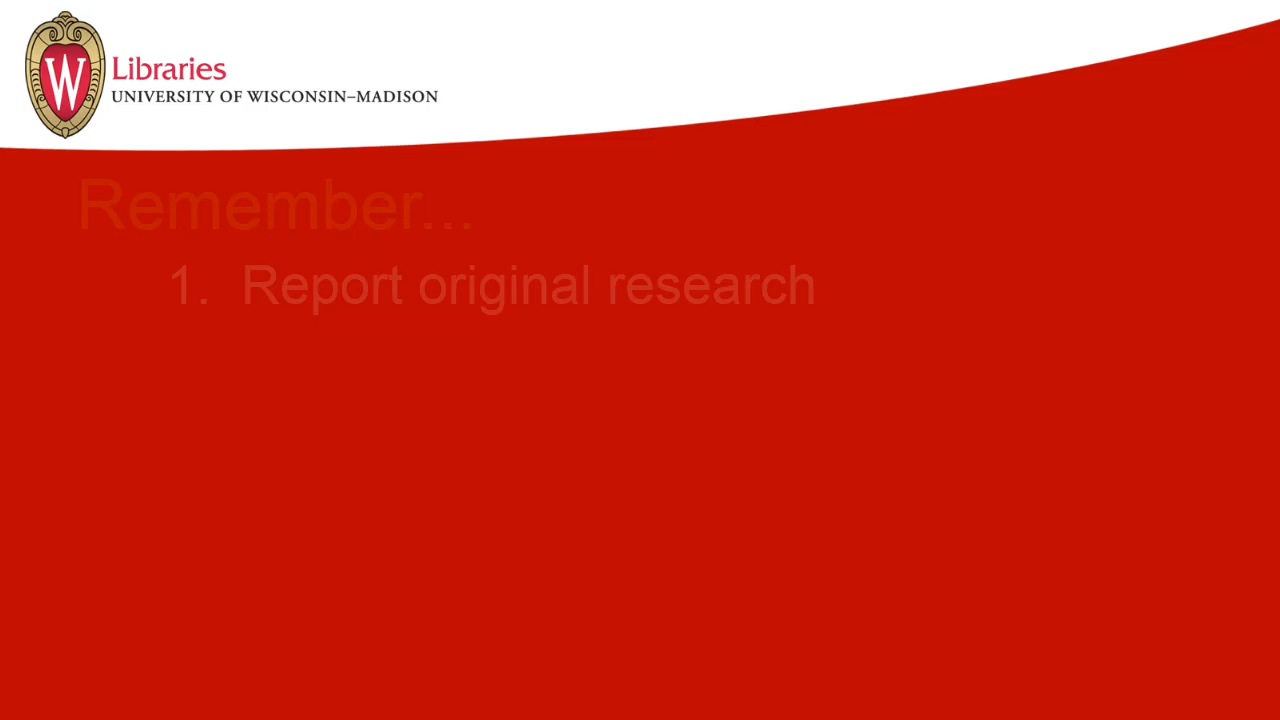 W
Libraries
UNIVERSITY OF WISCONSIN–MADISON
Remember...
1. Report original research